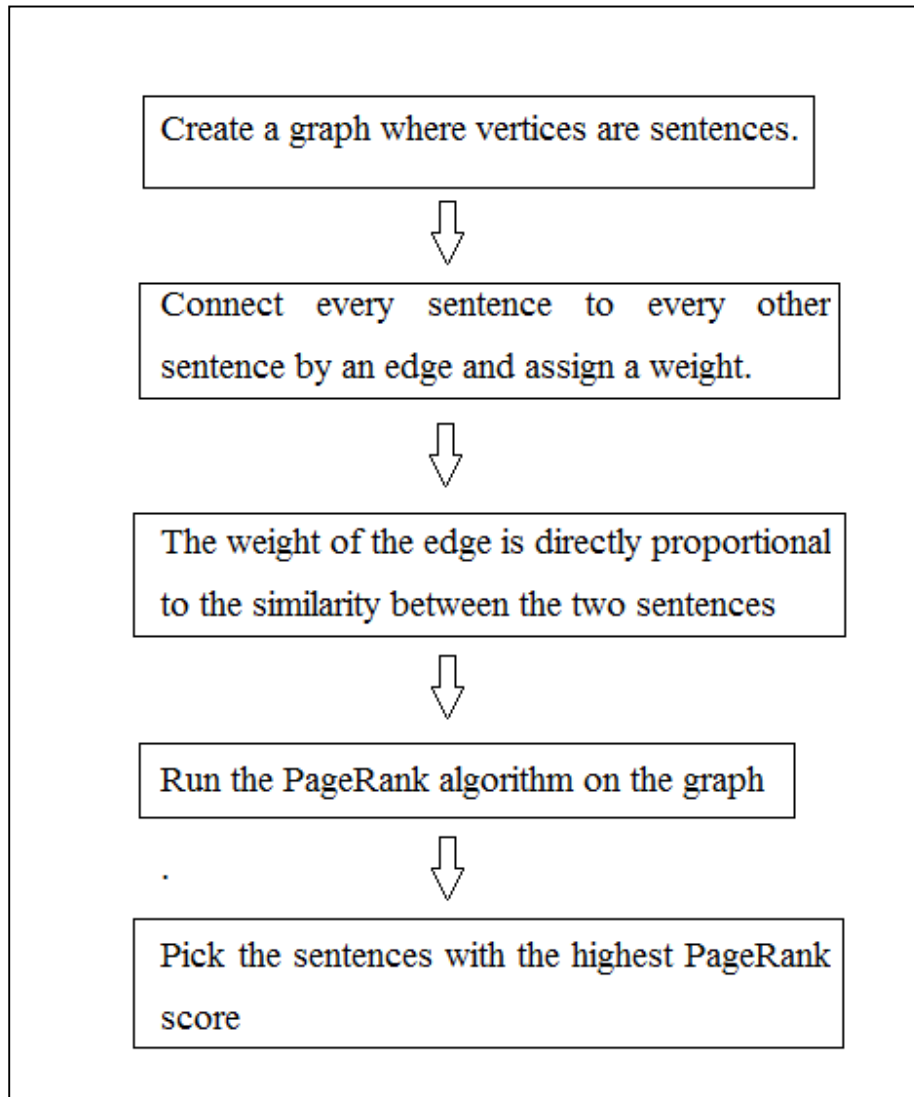 Create a graph where vertices are sentences.
Connect every sentence to every other
sentence by an edge and assign a weight.
The weight of the edge is directly proportional
to the similarity between the two sentences
Run the PageRank algorithm on the graph
.
Pick the sentences with the highest PageRank
score